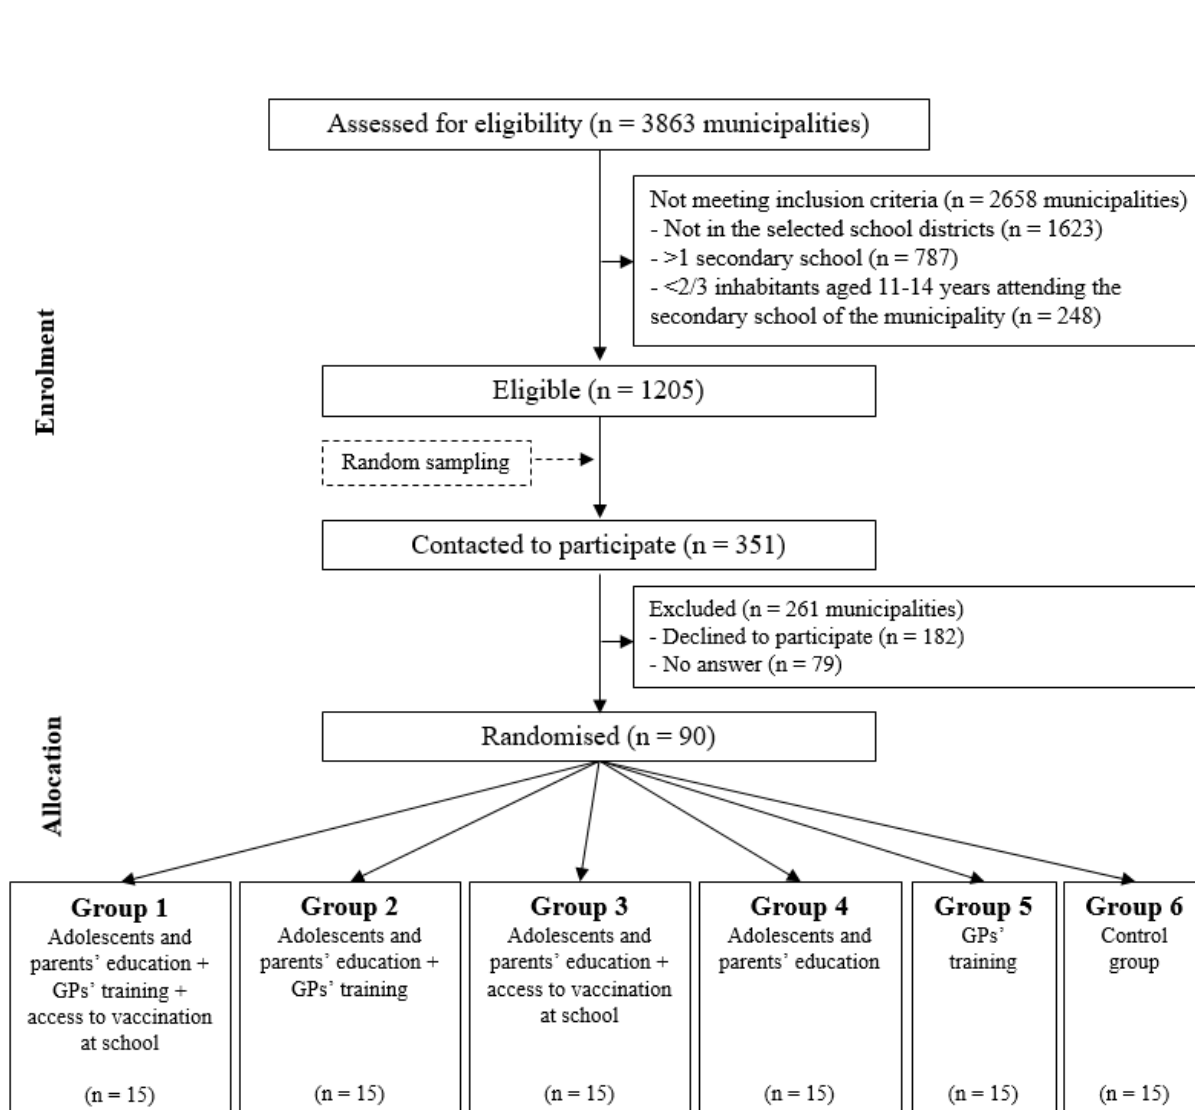 Assessed for eligibility (n = 3863 municipalities)
Not meeting inclusion criteria (n = 2658 municipalities)
- Not in the selected school districts (n = 1623)
- >1 secondary school (n = 787)
- <2/3 inhabitants aged 11-14 years attending the
secondary school of the municipality (n = 248)
Enrolment
Eligible (n = 1205)
Random sampling
Contacted to participate (n = 351)
Excluded (n = 261 municipalities)
- Declined to participate (n = 182)
- No answer (n = 79)
Randomised (n = 90)
Allocation
Group 1
Adolescents and
parents’ education +
GPs’ training +
access to vaccination
at school
(n = 15)
Group 2
Adolescents and
parents’ education +
GPs’ training
(n = 15)
Group 3
Adolescents and
parents’ education +
access to vaccination
at school
(n = 15)
Group 4
Adolescents and
parents’ education
(n = 15)
Group 5
GPs’
training
(n = 15)
Group 6
Control
group
(n = 15)